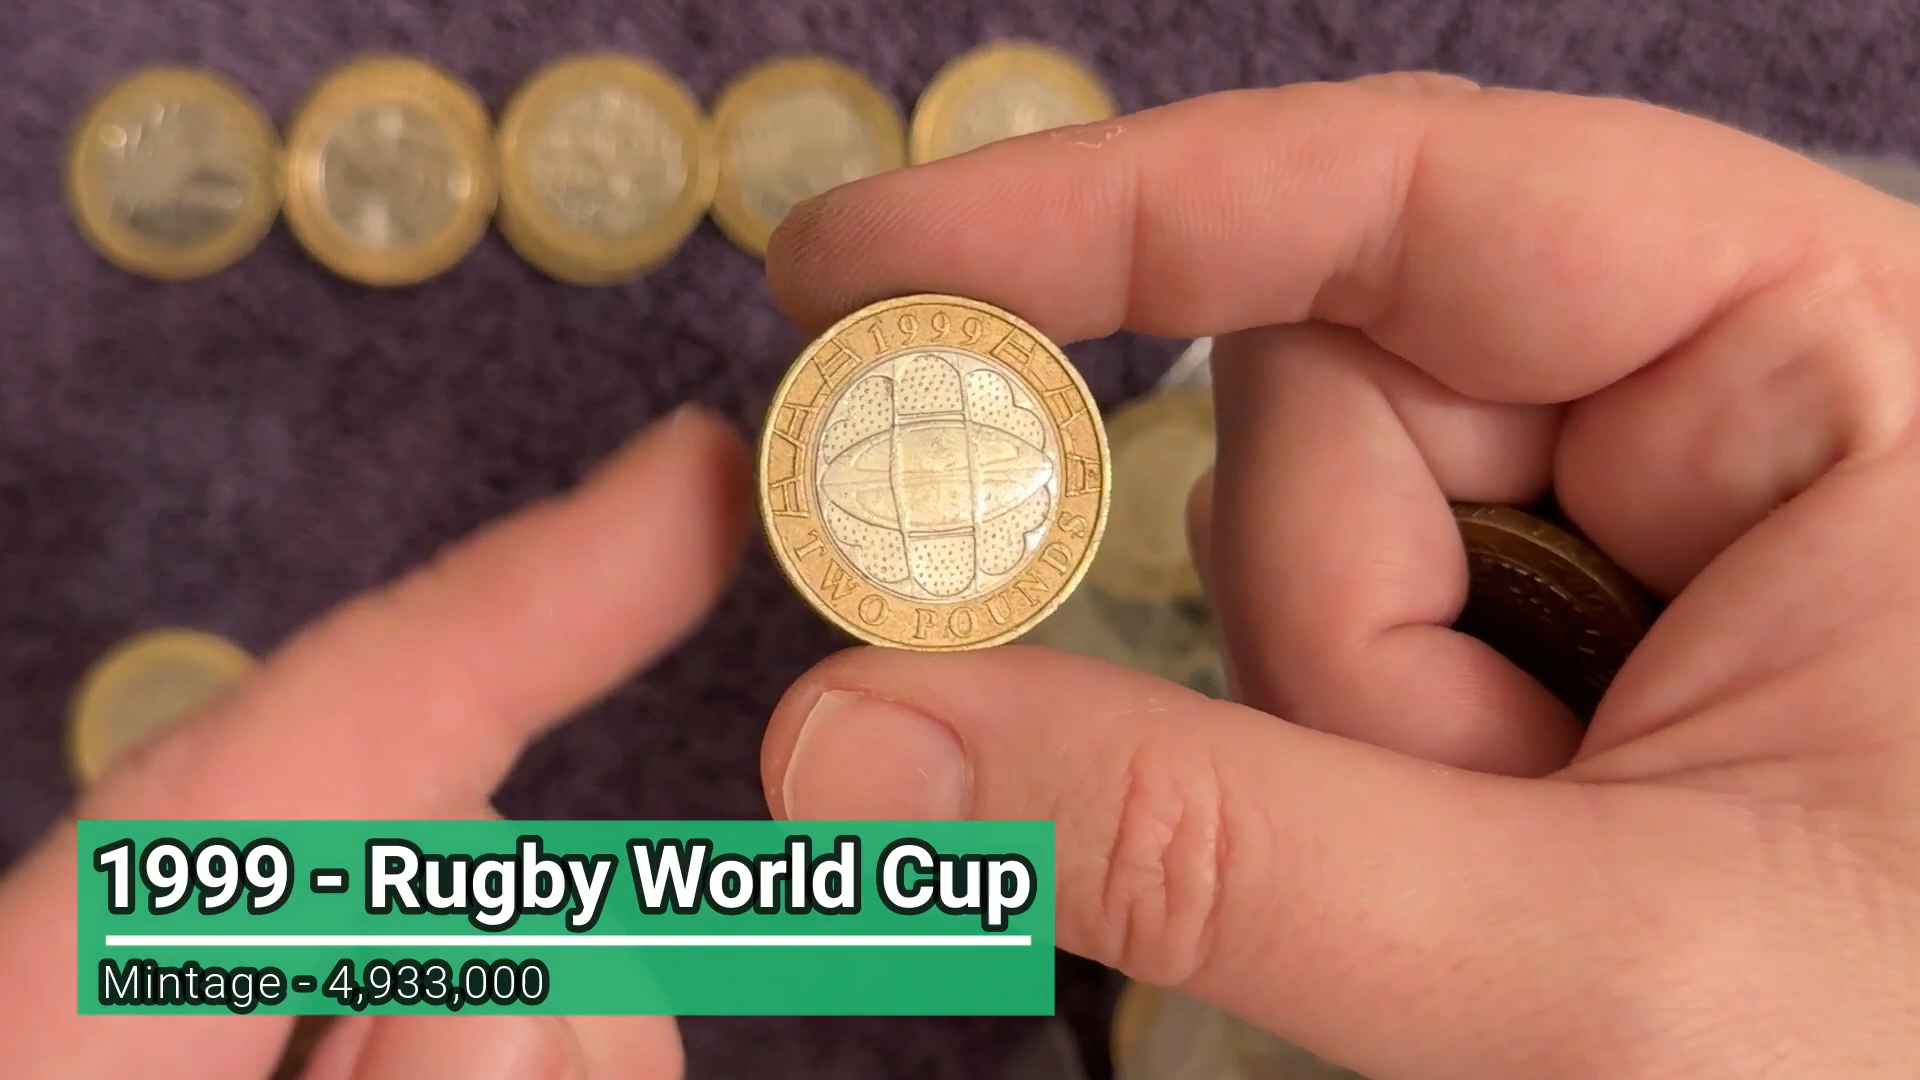 1999
TWO POUNDS
1999 - Rugby World Cup
Mintage - 4,933,000